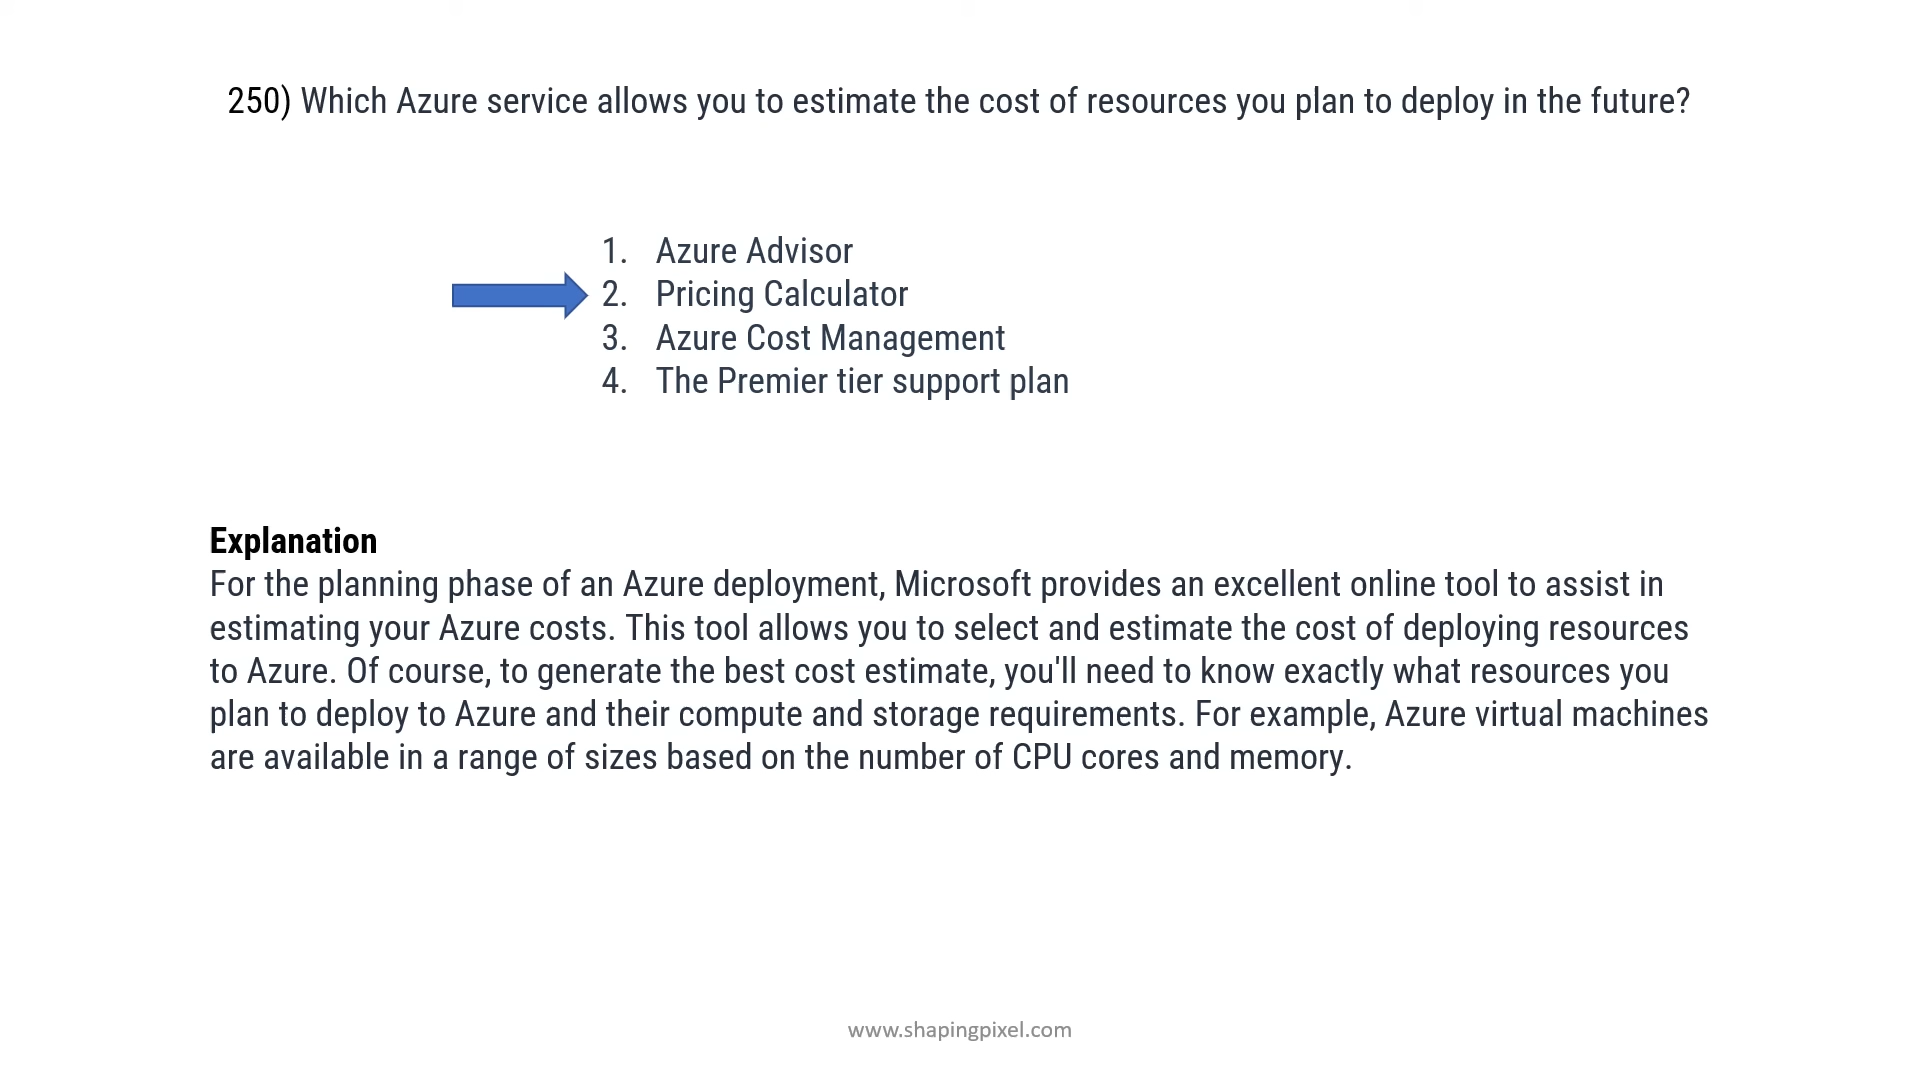 250) Which Azure service allows you to estimate the cost of resources you plan to deploy in the future?
1. Azure Advisor
2. Pricing Calculator
3. Azure Cost Management
4. The Premier tier support plan
Explanation
For the planning phase of an Azure deployment, Microsoft provides an excellent online tool to assist in
estimating your Azure costs. This tool allows you to select and estimate the cost of deploying resources
to Azure. Of course, to generate the best cost estimate, you'll need to know exactly what resources you
plan to deploy to Azure and their compute and storage requirements. For example, Azure virtual machines
are available in a range of sizes based on the number of CPU cores and memory.
www.shapingpixel.com